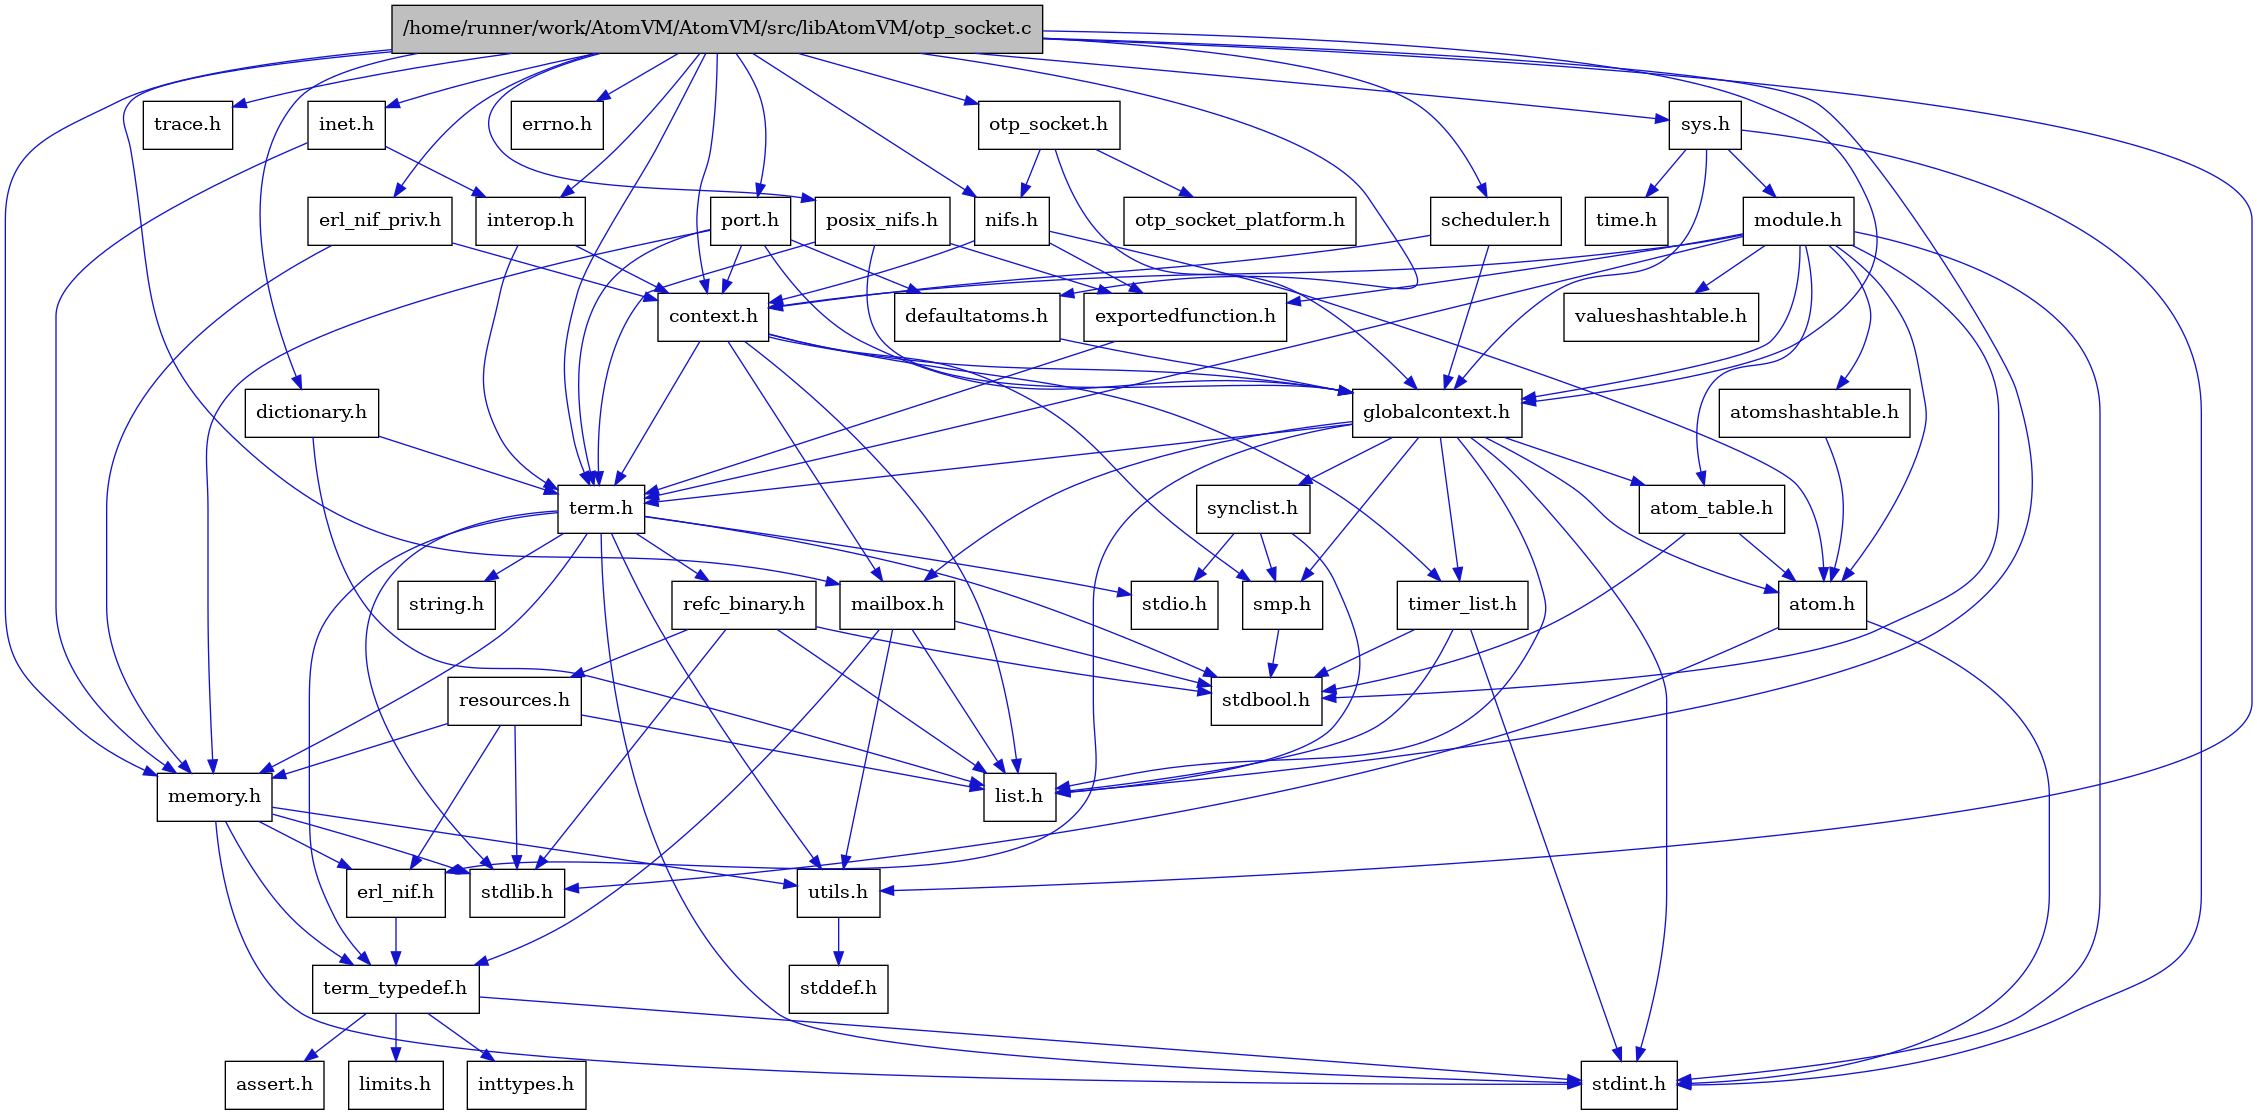 /home/runner/work/AtomVM/AtomVM/src/libAtomVM/otp_socket.c
trace.h
inet.h
errno.h
otp_socket.h
sys.h
erl_nif_priv.h
interop.h
port.h
posix_nifs.h
nifs.h
otp_socket_platform.h
scheduler.h
time.h
module.h
context.h
defaultatoms.h
exportedfunction.h
valueshashtable.h
dictionary.h
globalcontext.h
atomshashtable.h
term.h
synclist.h
atom_table.h
string.h
refc_binary.h
mailbox.h
stdio.h
smp.h
timer_list.h
atom.h
resources.h
stdbool.h
memory.h
list.h
erl_nif.h
stdlib.h
utils.h
term_typedef.h
stddef.h
assert.h
limits.h
inttypes.h
stdint.h